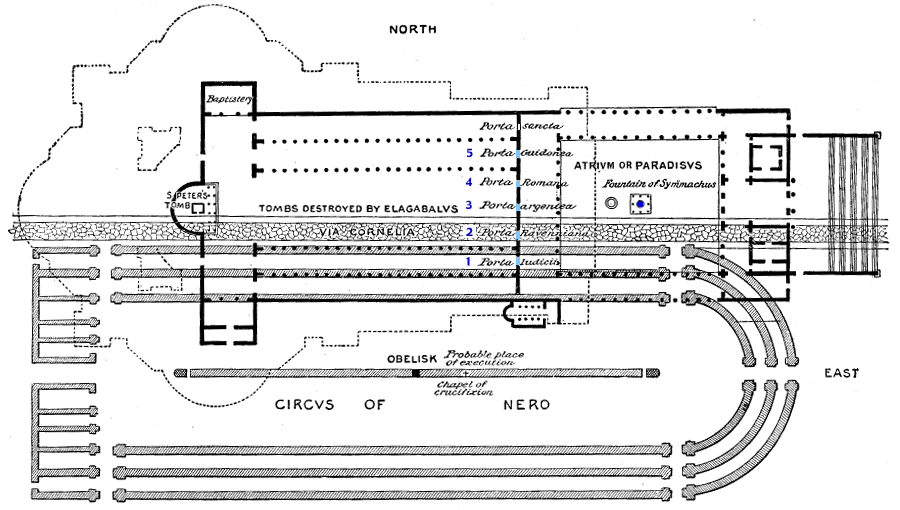 NORTH
Baptistery
Porta sancta
5 Porta Guidonea
4 Porta Romana
3 Porta argentea
2 Porta Ravenniana
1 Porta Iudicii
ATRIVM OR PARADISVS
Fountain of Symmachus
S. PETER'S
TOMB
TOMBS DESTROYED BY ELAGABALVS
VIA CORNELIA
OBELISK
Probable place
of execution
Chapel of
crucifixion
EAST
CIRCVS OF NERO